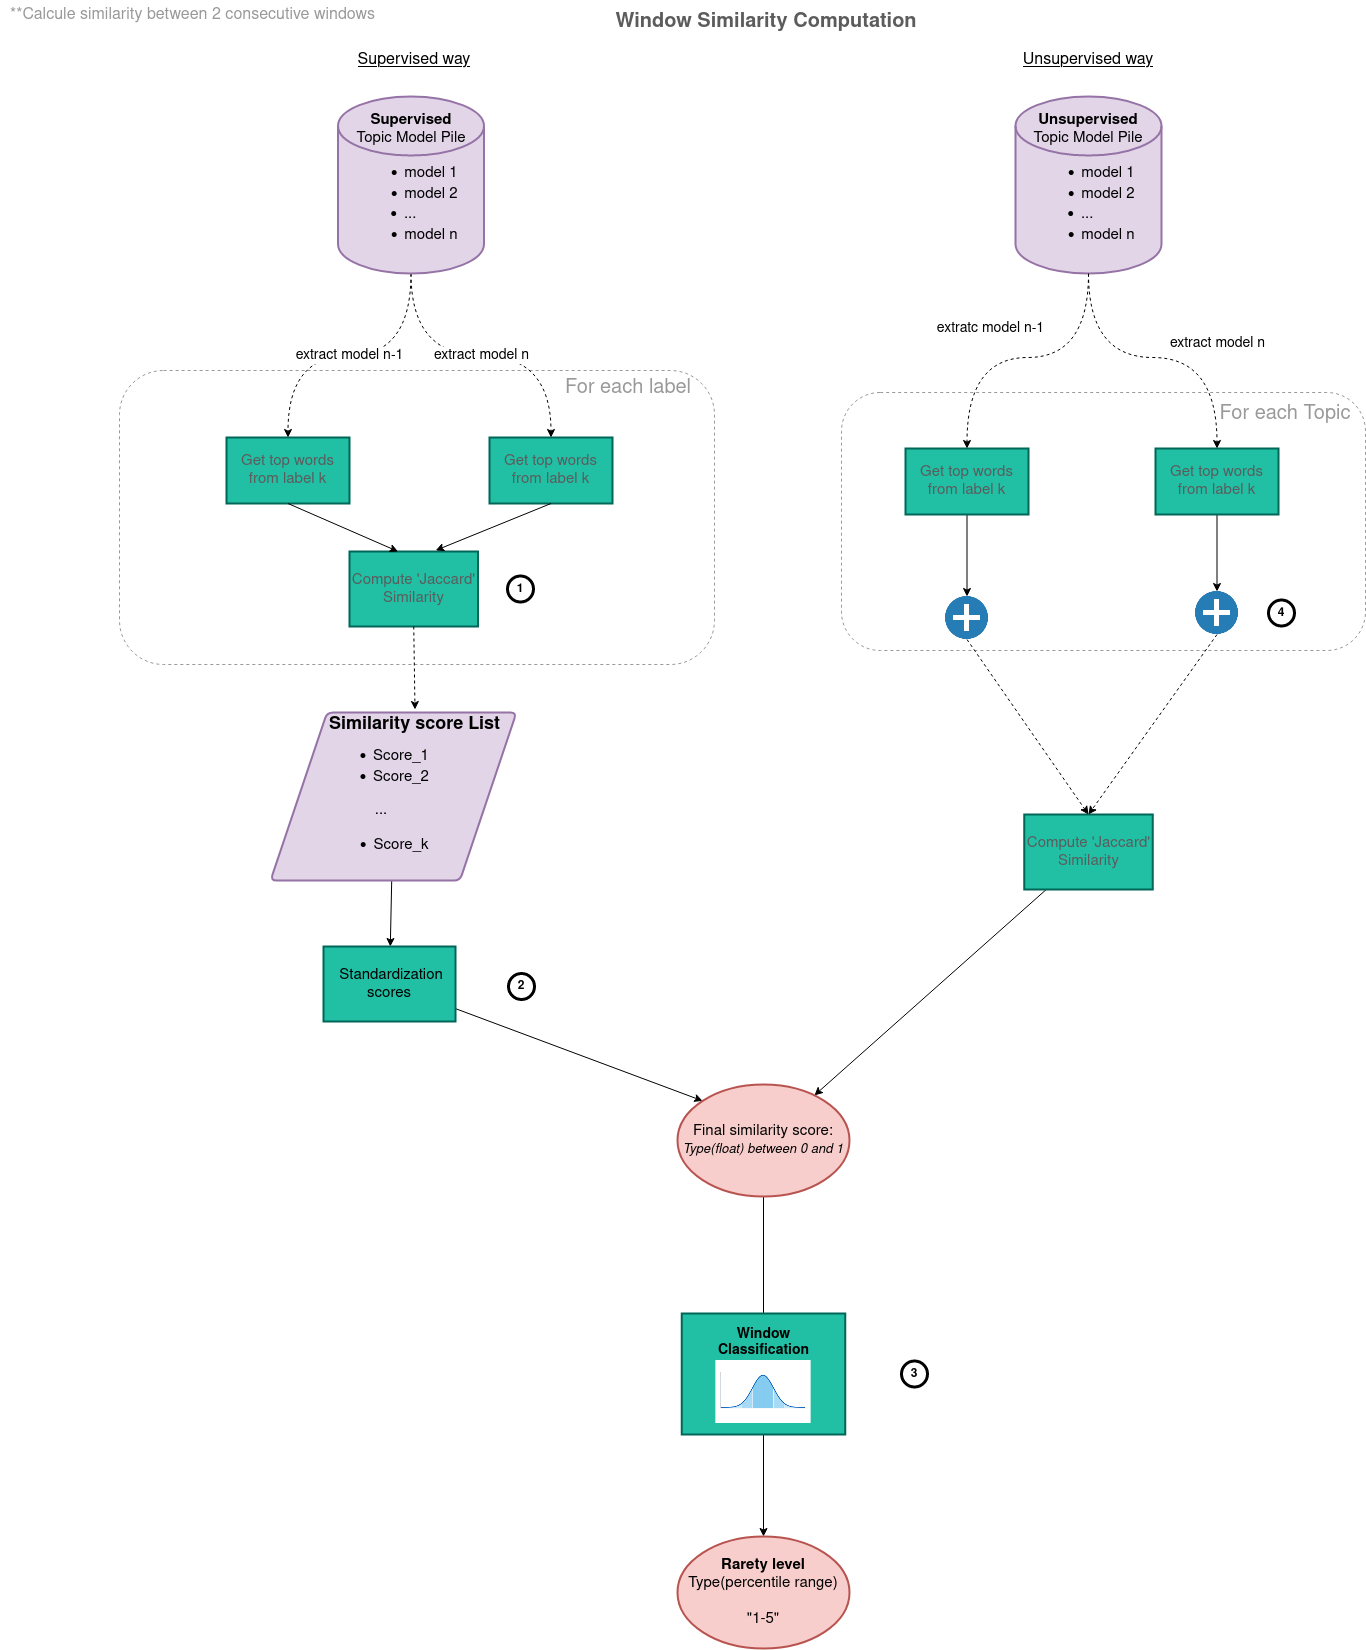 **Calcule similarity between 2 consecutive windows
Window Similarity Computation
Supervised way
Supervised
Topic Model Pile
• model 1
• model 2
• ...
• model n
extract model n-1
extract model n
For each label
Get top words
from label k
Get top words
from label k
Compute 'Jaccard'
Similarity
1
Similarity score List
• Score_1
• Score_2
...
• Score_k
Standardization
scores
2
Unsupervised way
Unsupervised
Topic Model Pile
• model 1
• model 2
• ...
• model n
extratc model n-1
extract model n
For each Topic
Get top words
from label k
Get top words
from label k
4
Compute 'Jaccard'
Similarity
Final similarity score:
Type(float) between 0 and 1
Window
Classification
3
Rarety level
Type(percentile range)
"1-5"